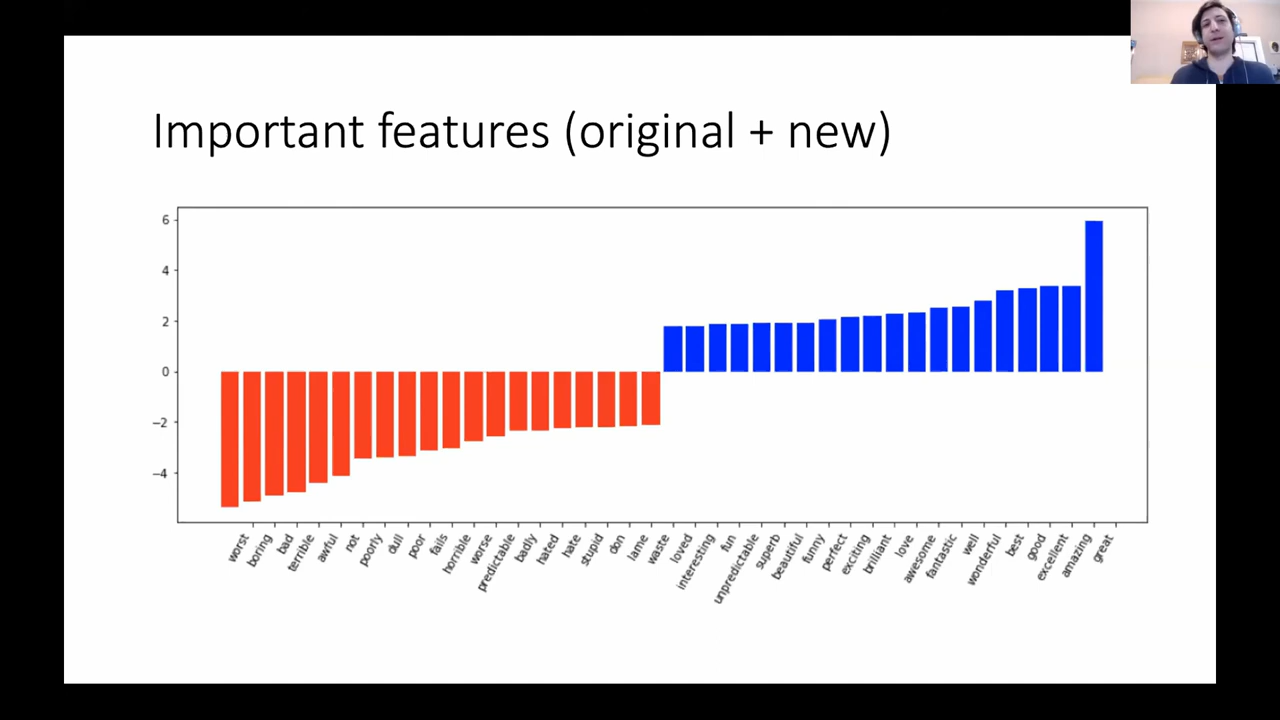 Important features (original + new)
6
4
2
0
−2
−4
worst
boring
bad
terrible
awful
not
poorly
dull
poor
fails
horrible
worse
predictable
badly
hated
hate
stupid
don
lame
waste
loved
interesting
fun
unpredictable
superb
beautiful
funny
perfect
exciting
brilliant
love
awesome
fantastic
well
wonderful
best
good
excellent
amazing
great